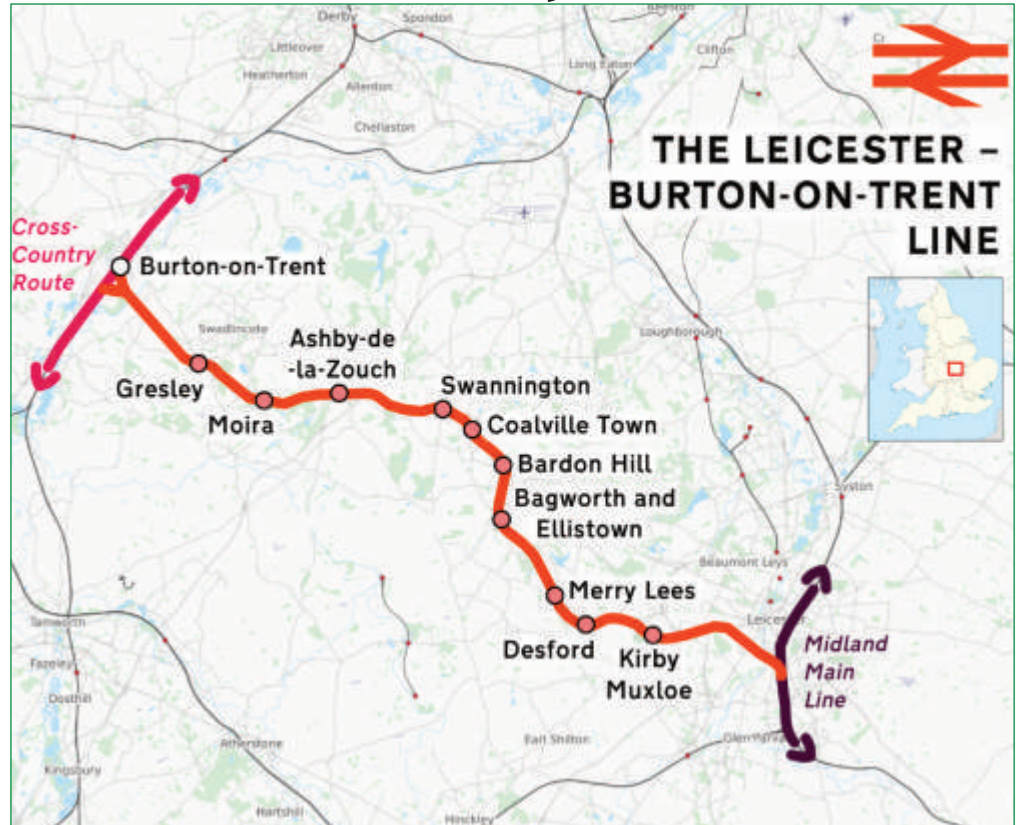 Derby
Spondon
Littleover
Heatherton
Allenton
Long Eaton
Clifton
Chellaston
THE LEICESTER –
BURTON-ON-TRENT
LINE
Cross-
Country
Route
Burton-on-Trent
Swadlincote
Loughborough
Ashby-de
-la-Zouch
Gresley
Moira
Swannington
Coalville Town
Bardon Hill
Bagworth and
Ellistown
Syston
Beaumont Leys
Merry Lees
Leicester
Desford
Kirby
Muxloe
Midland
Main
Line
Tamworth
Fazeley
Dosthill
Earl Shilton
Glen Parva
Atherstone
Kingsbury
Hartshill
Hinckley